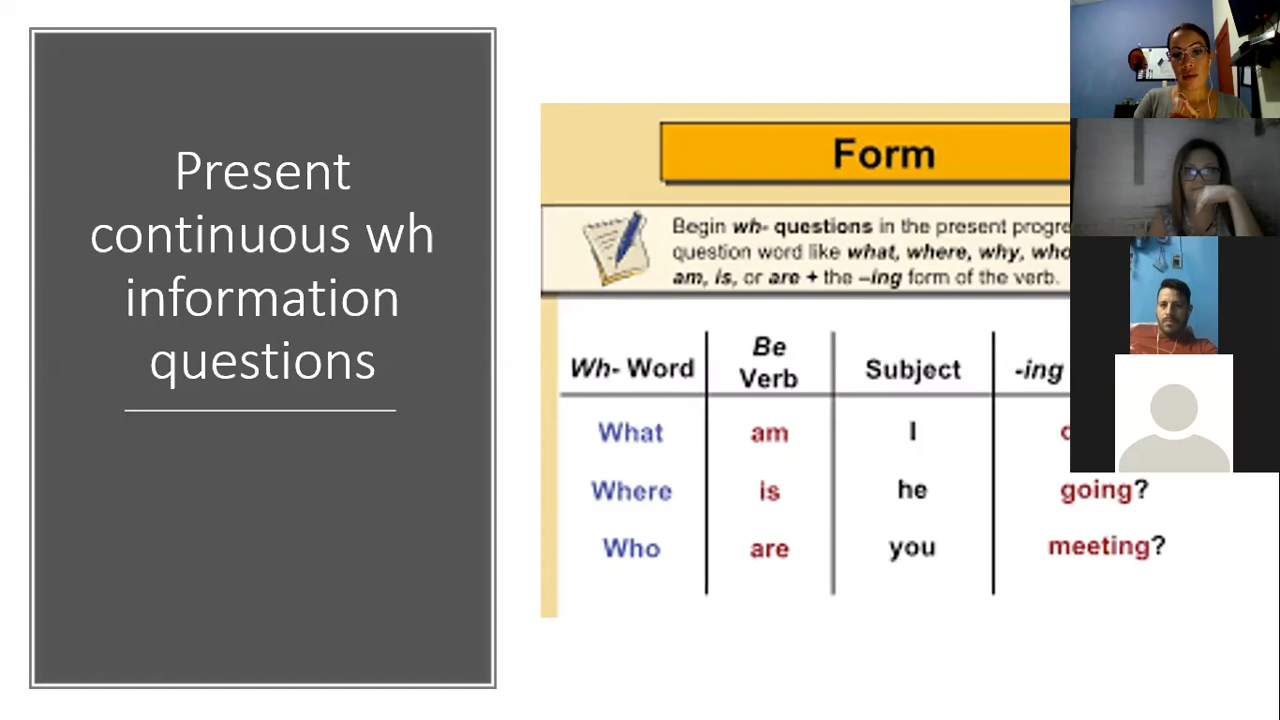 Present
continuous wh
information
questions
Form
Begin wh- questions in the present
question word like what, where, why,
am, is, or are + the –ing form of the verb.
Wh- Word Be Verb Subject -ing
What am I
Where is he going?
Who are you meeting?